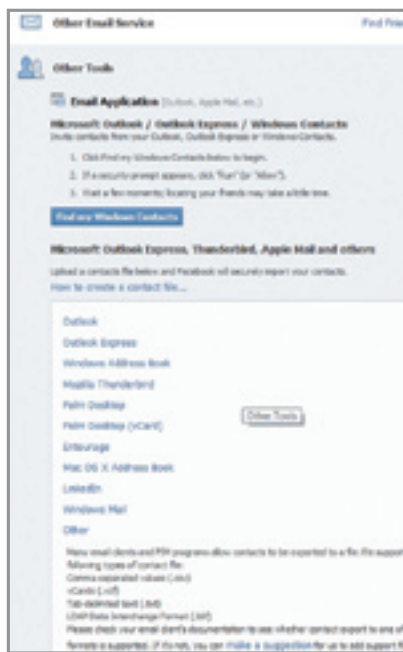 Other Email Service
Find Frie
Other Tools
Email Application (Outlook, Apple Mail, etc.)
Microsoft Outlook / Outlook Express / Windows Contacts
Invite contacts from your Outlook, Outlook Express or Windows Contacts.
1. Click Find my Windows Contacts below to begin.
2. If a security prompt appears, click "Run" (or "Allow").
3. Wait a few moments; locating your friends may take a little time.
Find my Windows Contacts
Microsoft Outlook Express, Thunderbird, Apple Mail and others
Upload a contacts file below and Facebook will securely import your contacts.
How to create a contact file...
Outlook
Outlook Express
Windows Address Book
Mozilla Thunderbird
Palm Desktop
Other Tools
Palm Desktop (vCard)
Entourage
Mac OS X Address Book
LinkedIn
Windows Mail
Other
Many email clients and PIM programs allow contacts to be exported to a file. We support
following types of contact file:
Comma separated values (.csv)
vCards (.vcf)
Tab-delimited text (.txt)
LDAP Data Interchange Format (.ldif)
Please check your email client's documentation to see whether contact export to one of
formats is supported. If it's not, you can make a suggestion for us to add support f